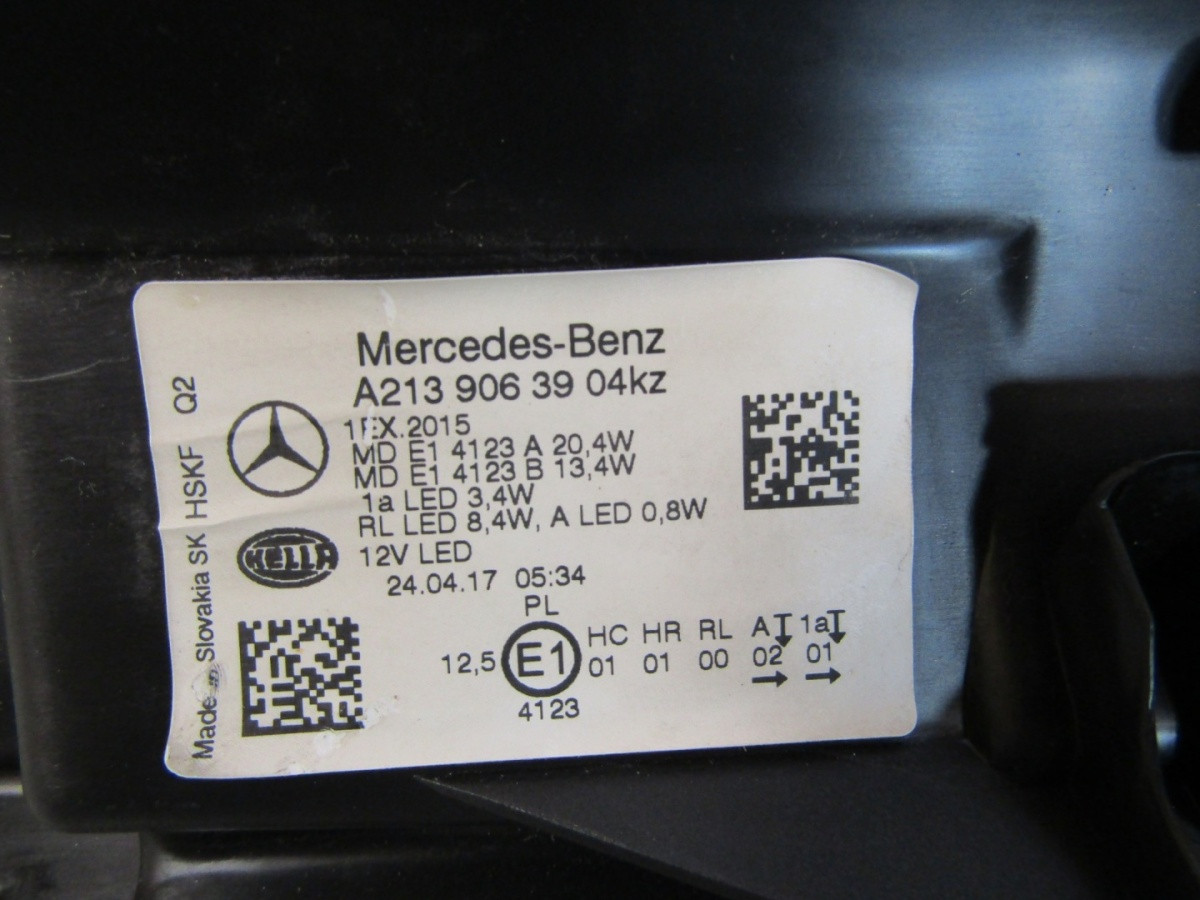 Mercedes-Benz
A213 906 39 04kz
1EX.2015
MD E1 4123 A 20,4W
MD E1 4123 B 13,4W
1a LED 3,4W
RL LED 8,4W, A LED 0,8W
12V LED
24.04.17 05:34
PL
12,5 E1 HC HR RL A 1a
01 01 00 02 01
4123
HELLA
Made in Slovakia SK HSKF Q2